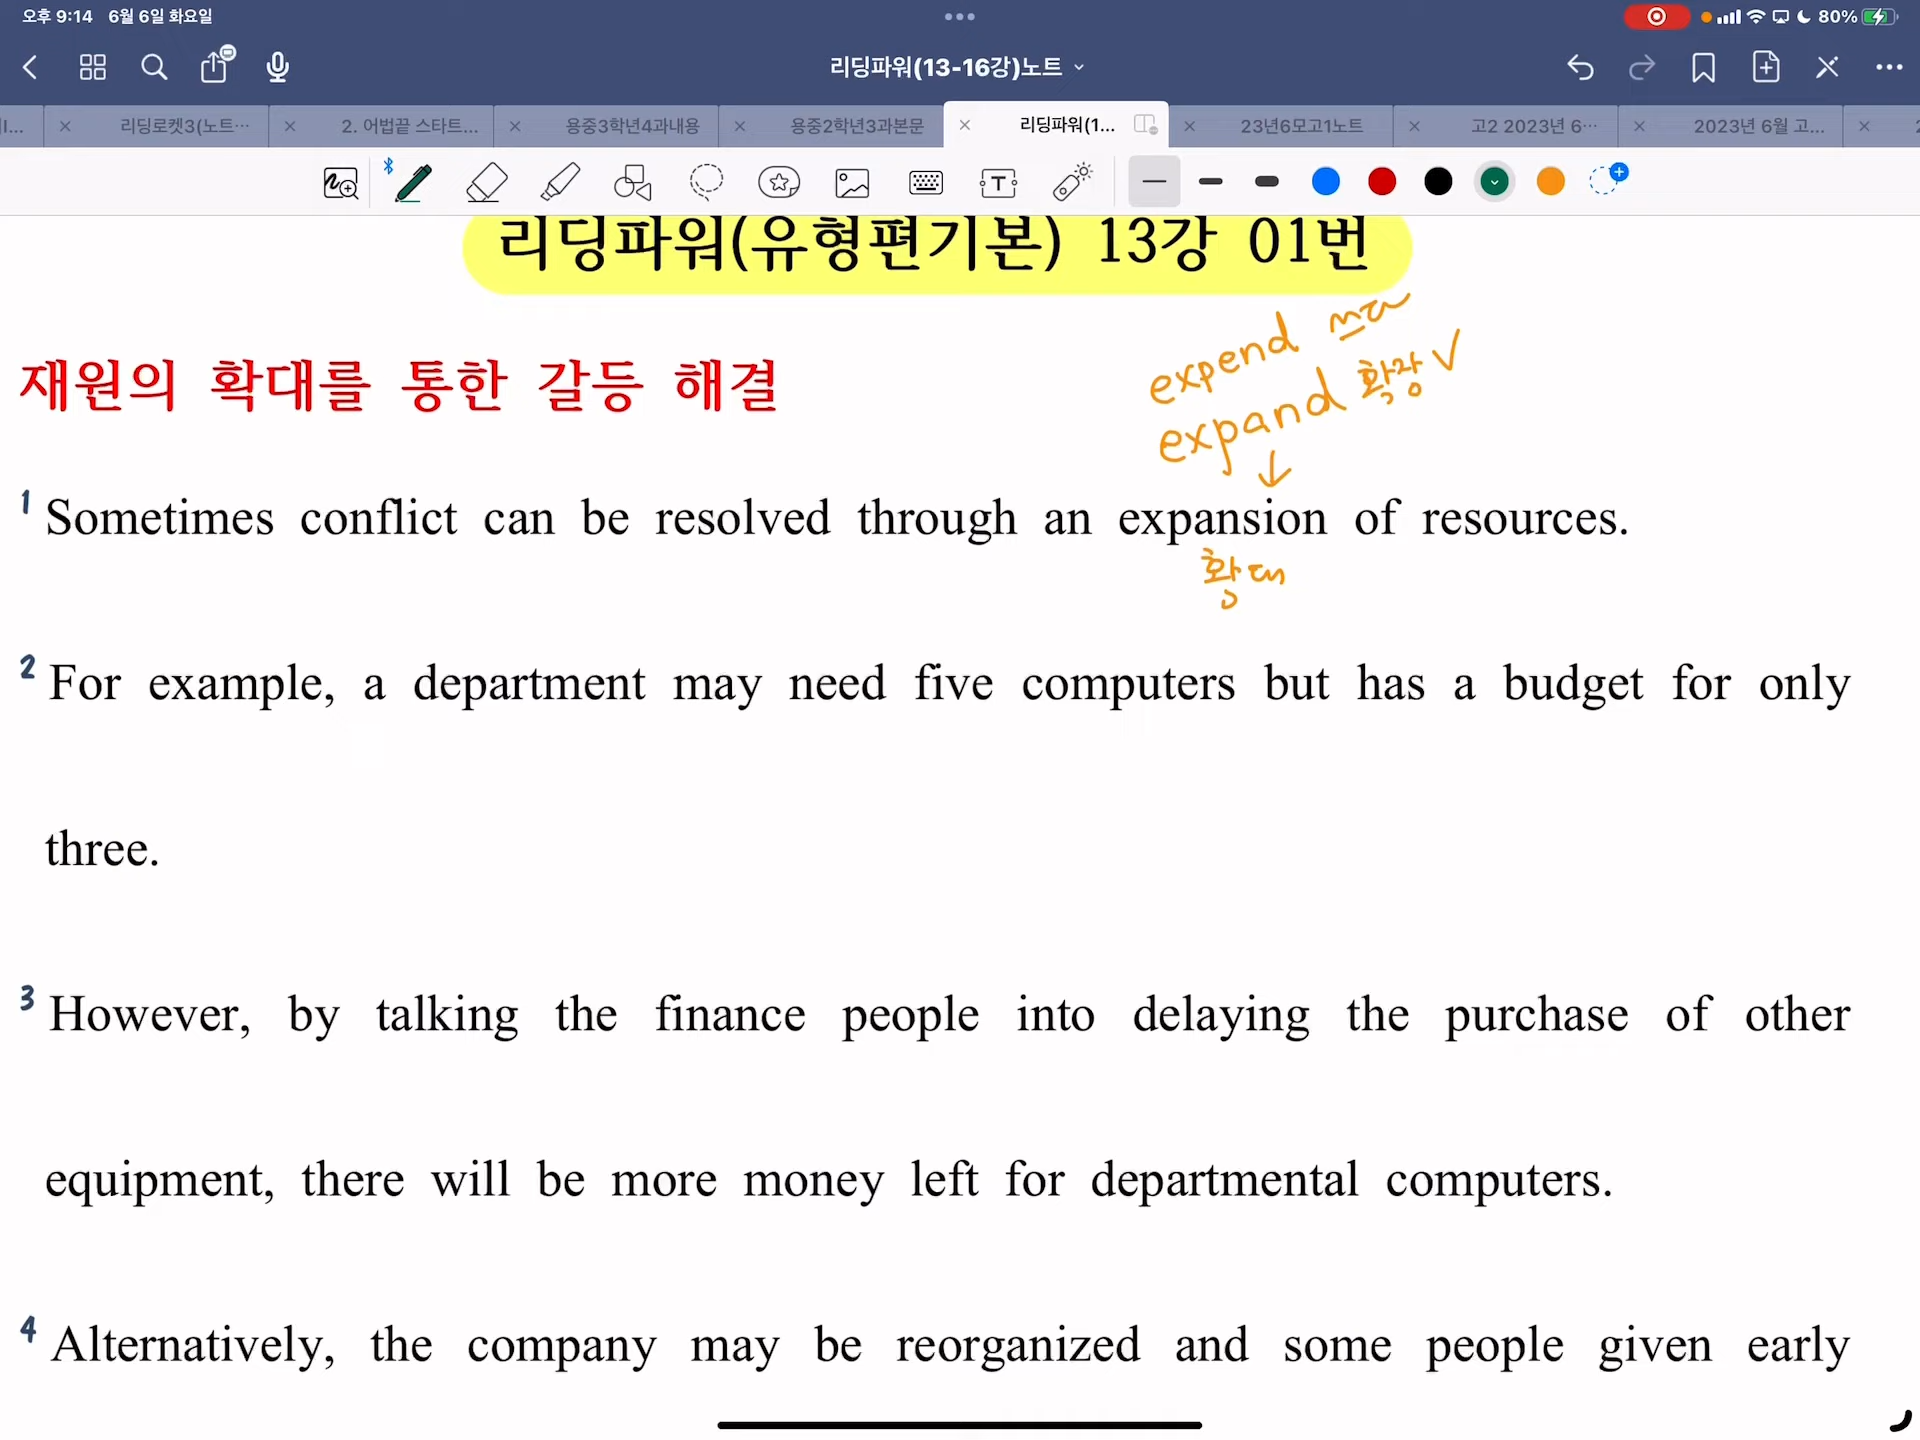 오후 9:14 6월 6일 화요일
80%
리딩파워(13-16강)노트
리딩로켓3(노트… 2. 어법끝 스타트... 용중3학년4과내용 용중2학년3과본문 리딩파워(1... 23년6모고1노트 고2 2023년 6… 2023년 6월 고...
리딩파워(유형편기본) 13강 01번
expend 쓰다
재원의 확대를 통한 갈등 해결
expand 확장
1 Sometimes conflict can be resolved through an expansion of resources.
2 For example, a department may need five computers but has a budget for only
three.
3 However, by talking the finance people into delaying the purchase of other
equipment, there will be more money left for departmental computers.
4 Alternatively, the company may be reorganized and some people given early